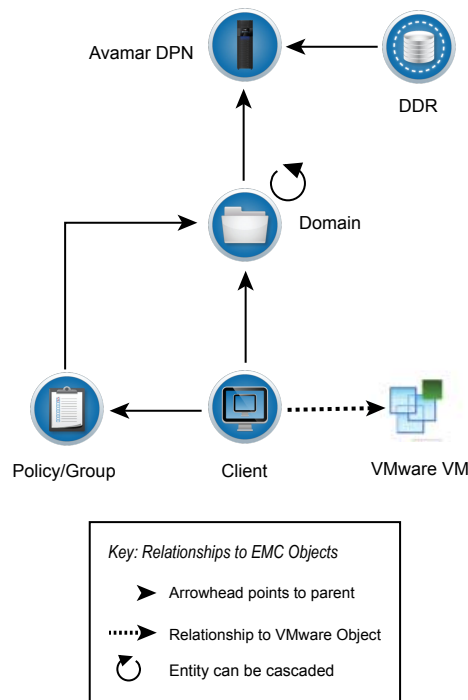 Avamar DPN
DDR
Domain
Policy/Group
Client
VMware VM
Key: Relationships to EMC Objects
Arrowhead points to parent
Relationship to VMware Object
Entity can be cascaded